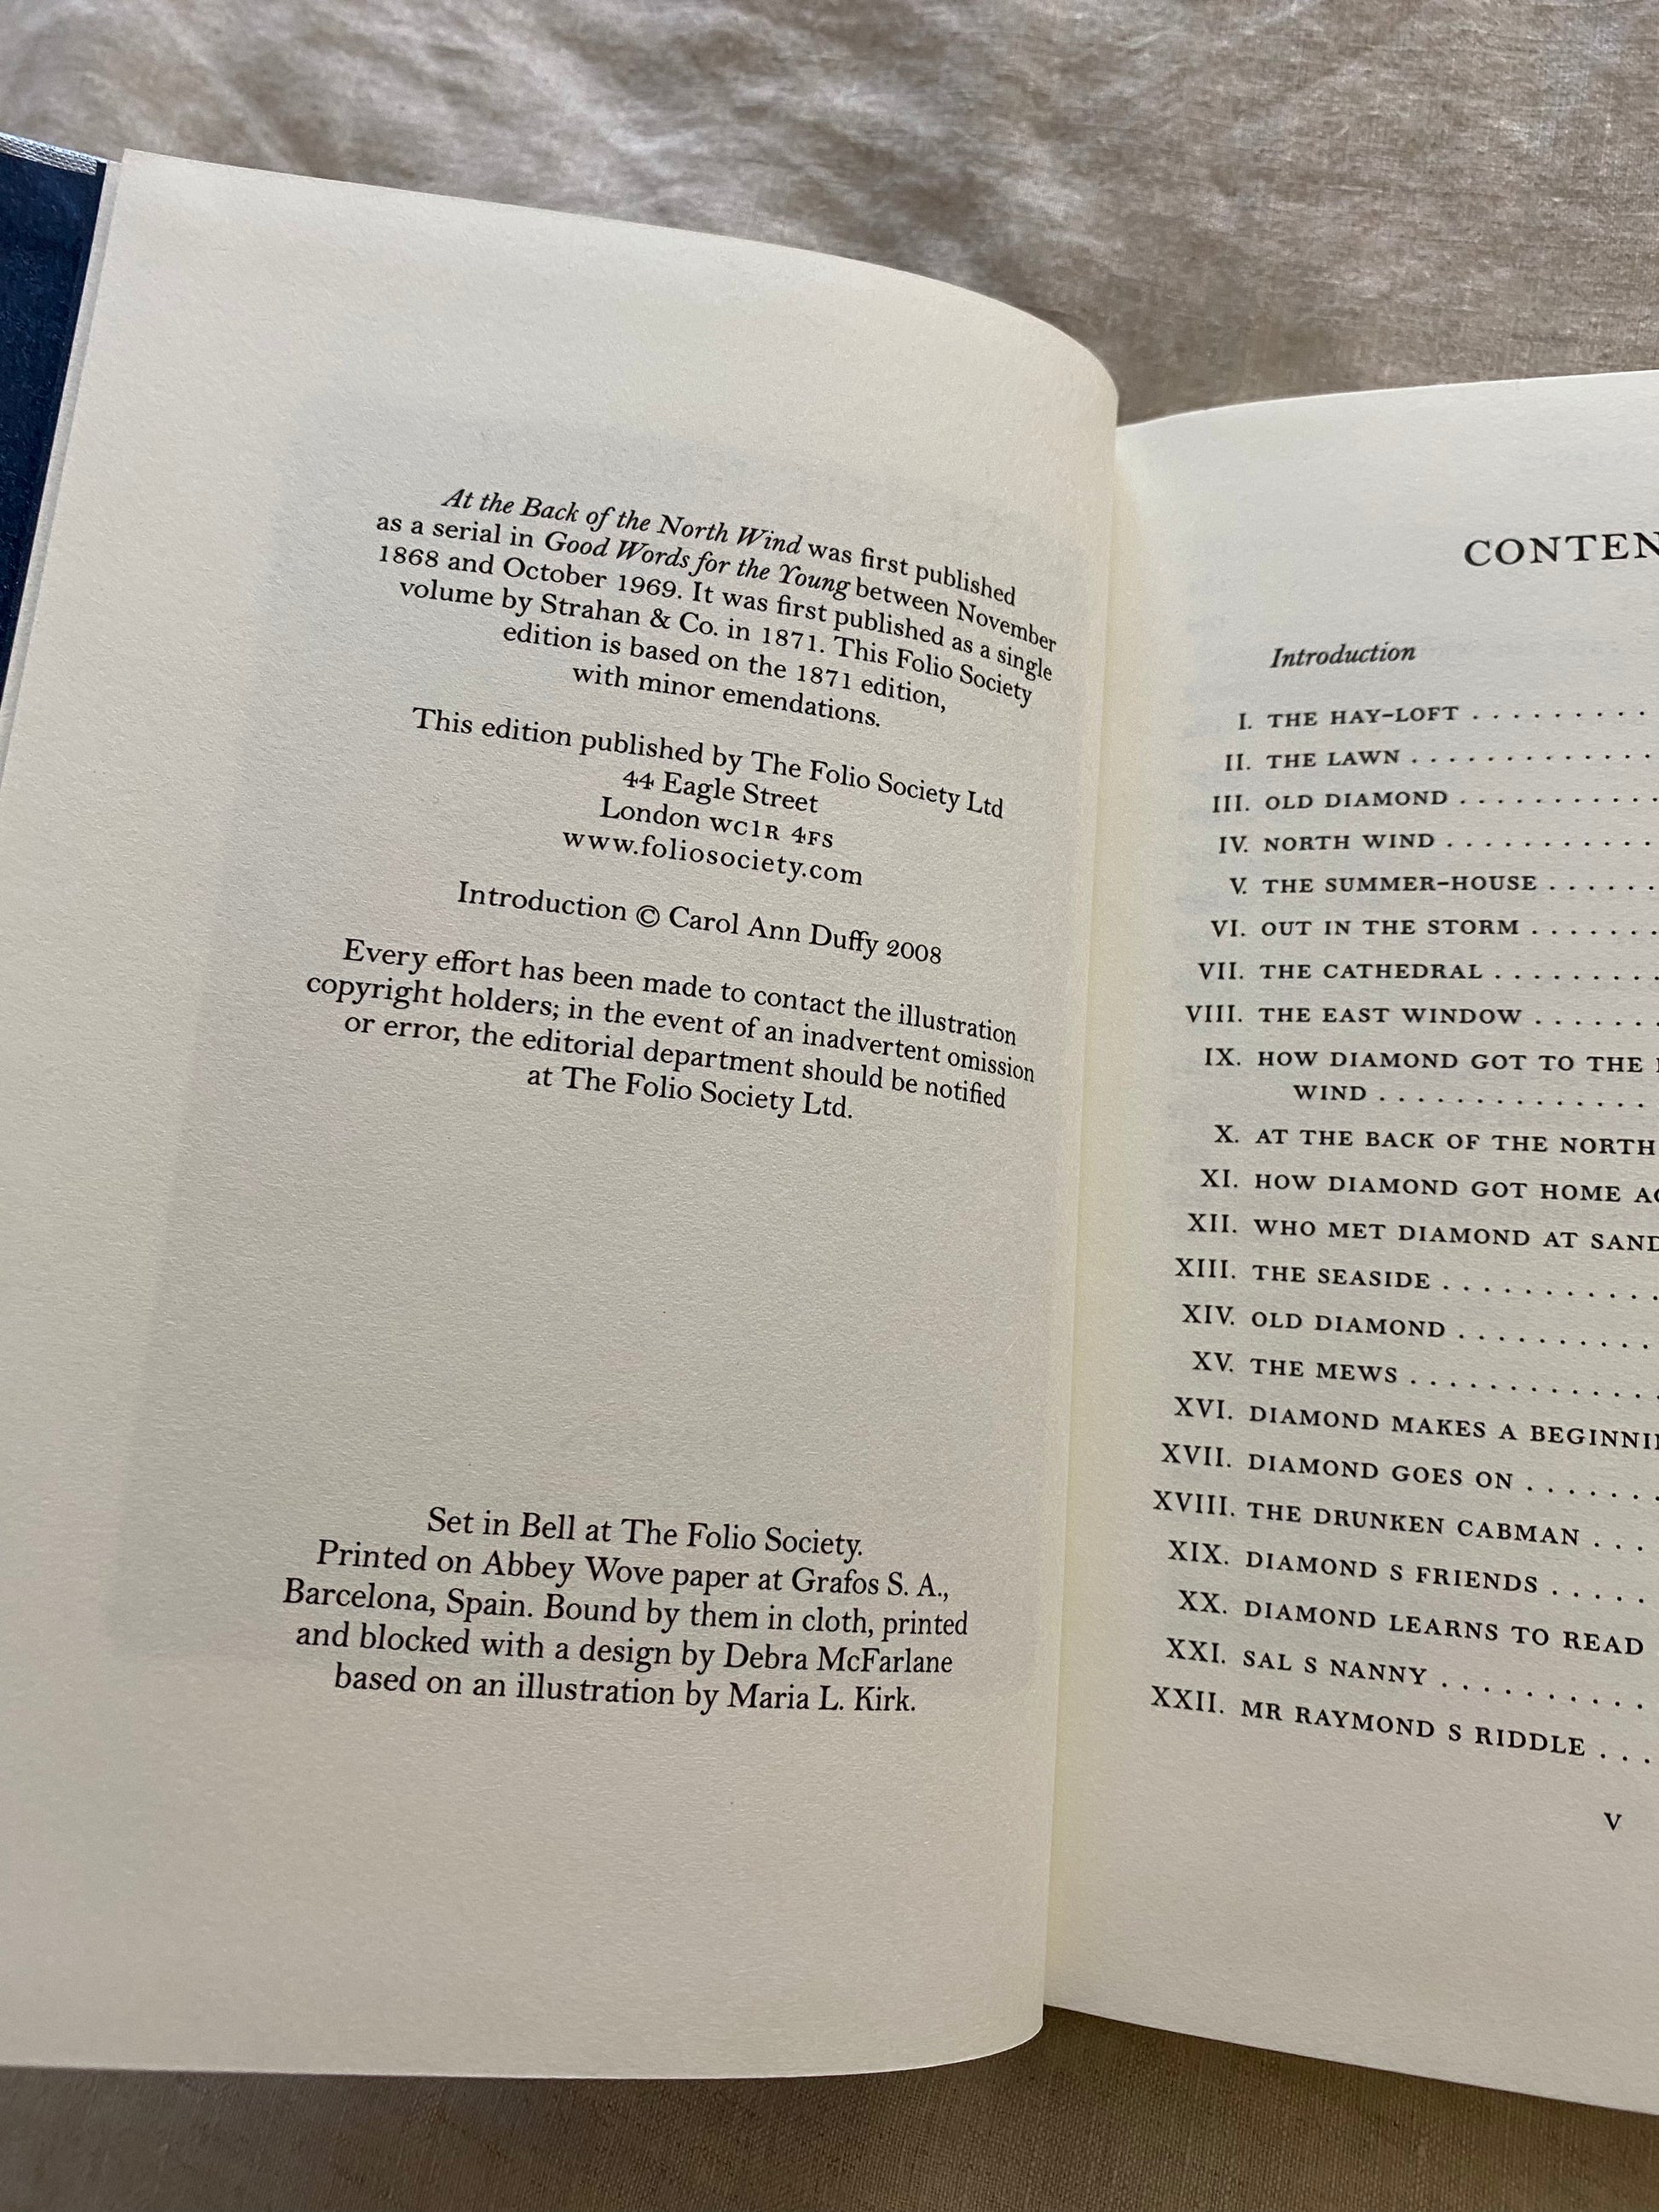 At the Back of the North Wind was first published
as a serial in Good Words for the Young between November
1868 and October 1969. It was first published as a single
volume by Strahan & Co. in 1871. This Folio Society
edition is based on the 1871 edition,
with minor emendations.
This edition published by The Folio Society Ltd
44 Eagle Street
London WC1R 4FS
www.foliosociety.com
Introduction © Carol Ann Duffy 2008
Every effort has been made to contact the illustration
copyright holders; in the event of an inadvertent omission
or error, the editorial department should be notified
at The Folio Society Ltd.
Set in Bell at The Folio Society.
Printed on Abbey Wove paper at Grafos S. A.,
Barcelona, Spain. Bound by them in cloth, printed
and blocked with a design by Debra McFarlane
based on an illustration by Maria L. Kirk.
CONTEN
Introduction
I. THE HAY-LOFT . . . . . . . . .
II. THE LAWN . . . . . . . . . . . .
III. OLD DIAMOND . . . . . . . . . .
IV. NORTH WIND . . . . . . . . . . .
V. THE SUMMER-HOUSE . . . . . .
VI. OUT IN THE STORM . . . . . . .
VII. THE CATHEDRAL . . . . . . . . .
VIII. THE EAST WINDOW . . . . . . .
IX. HOW DIAMOND GOT TO THE
WIND . . . . . . . . . . . . . .
X. AT THE BACK OF THE NORTH
XI. HOW DIAMOND GOT HOME AG
XII. WHO MET DIAMOND AT SAND
XIII. THE SEASIDE . . . . . . . . . . .
XIV. OLD DIAMOND . . . . . . . . . .
XV. THE MEWS . . . . . . . . . . . . .
XVI. DIAMOND MAKES A BEGINNIN
XVII. DIAMOND GOES ON . . . . . . .
XVIII. THE DRUNKEN CABMAN . . .
XIX. DIAMOND S FRIENDS . . . . .
XX. DIAMOND LEARNS TO READ
XXI. SAL S NANNY . . . . . . . . . . .
XXII. MR RAYMOND S RIDDLE . . .
v